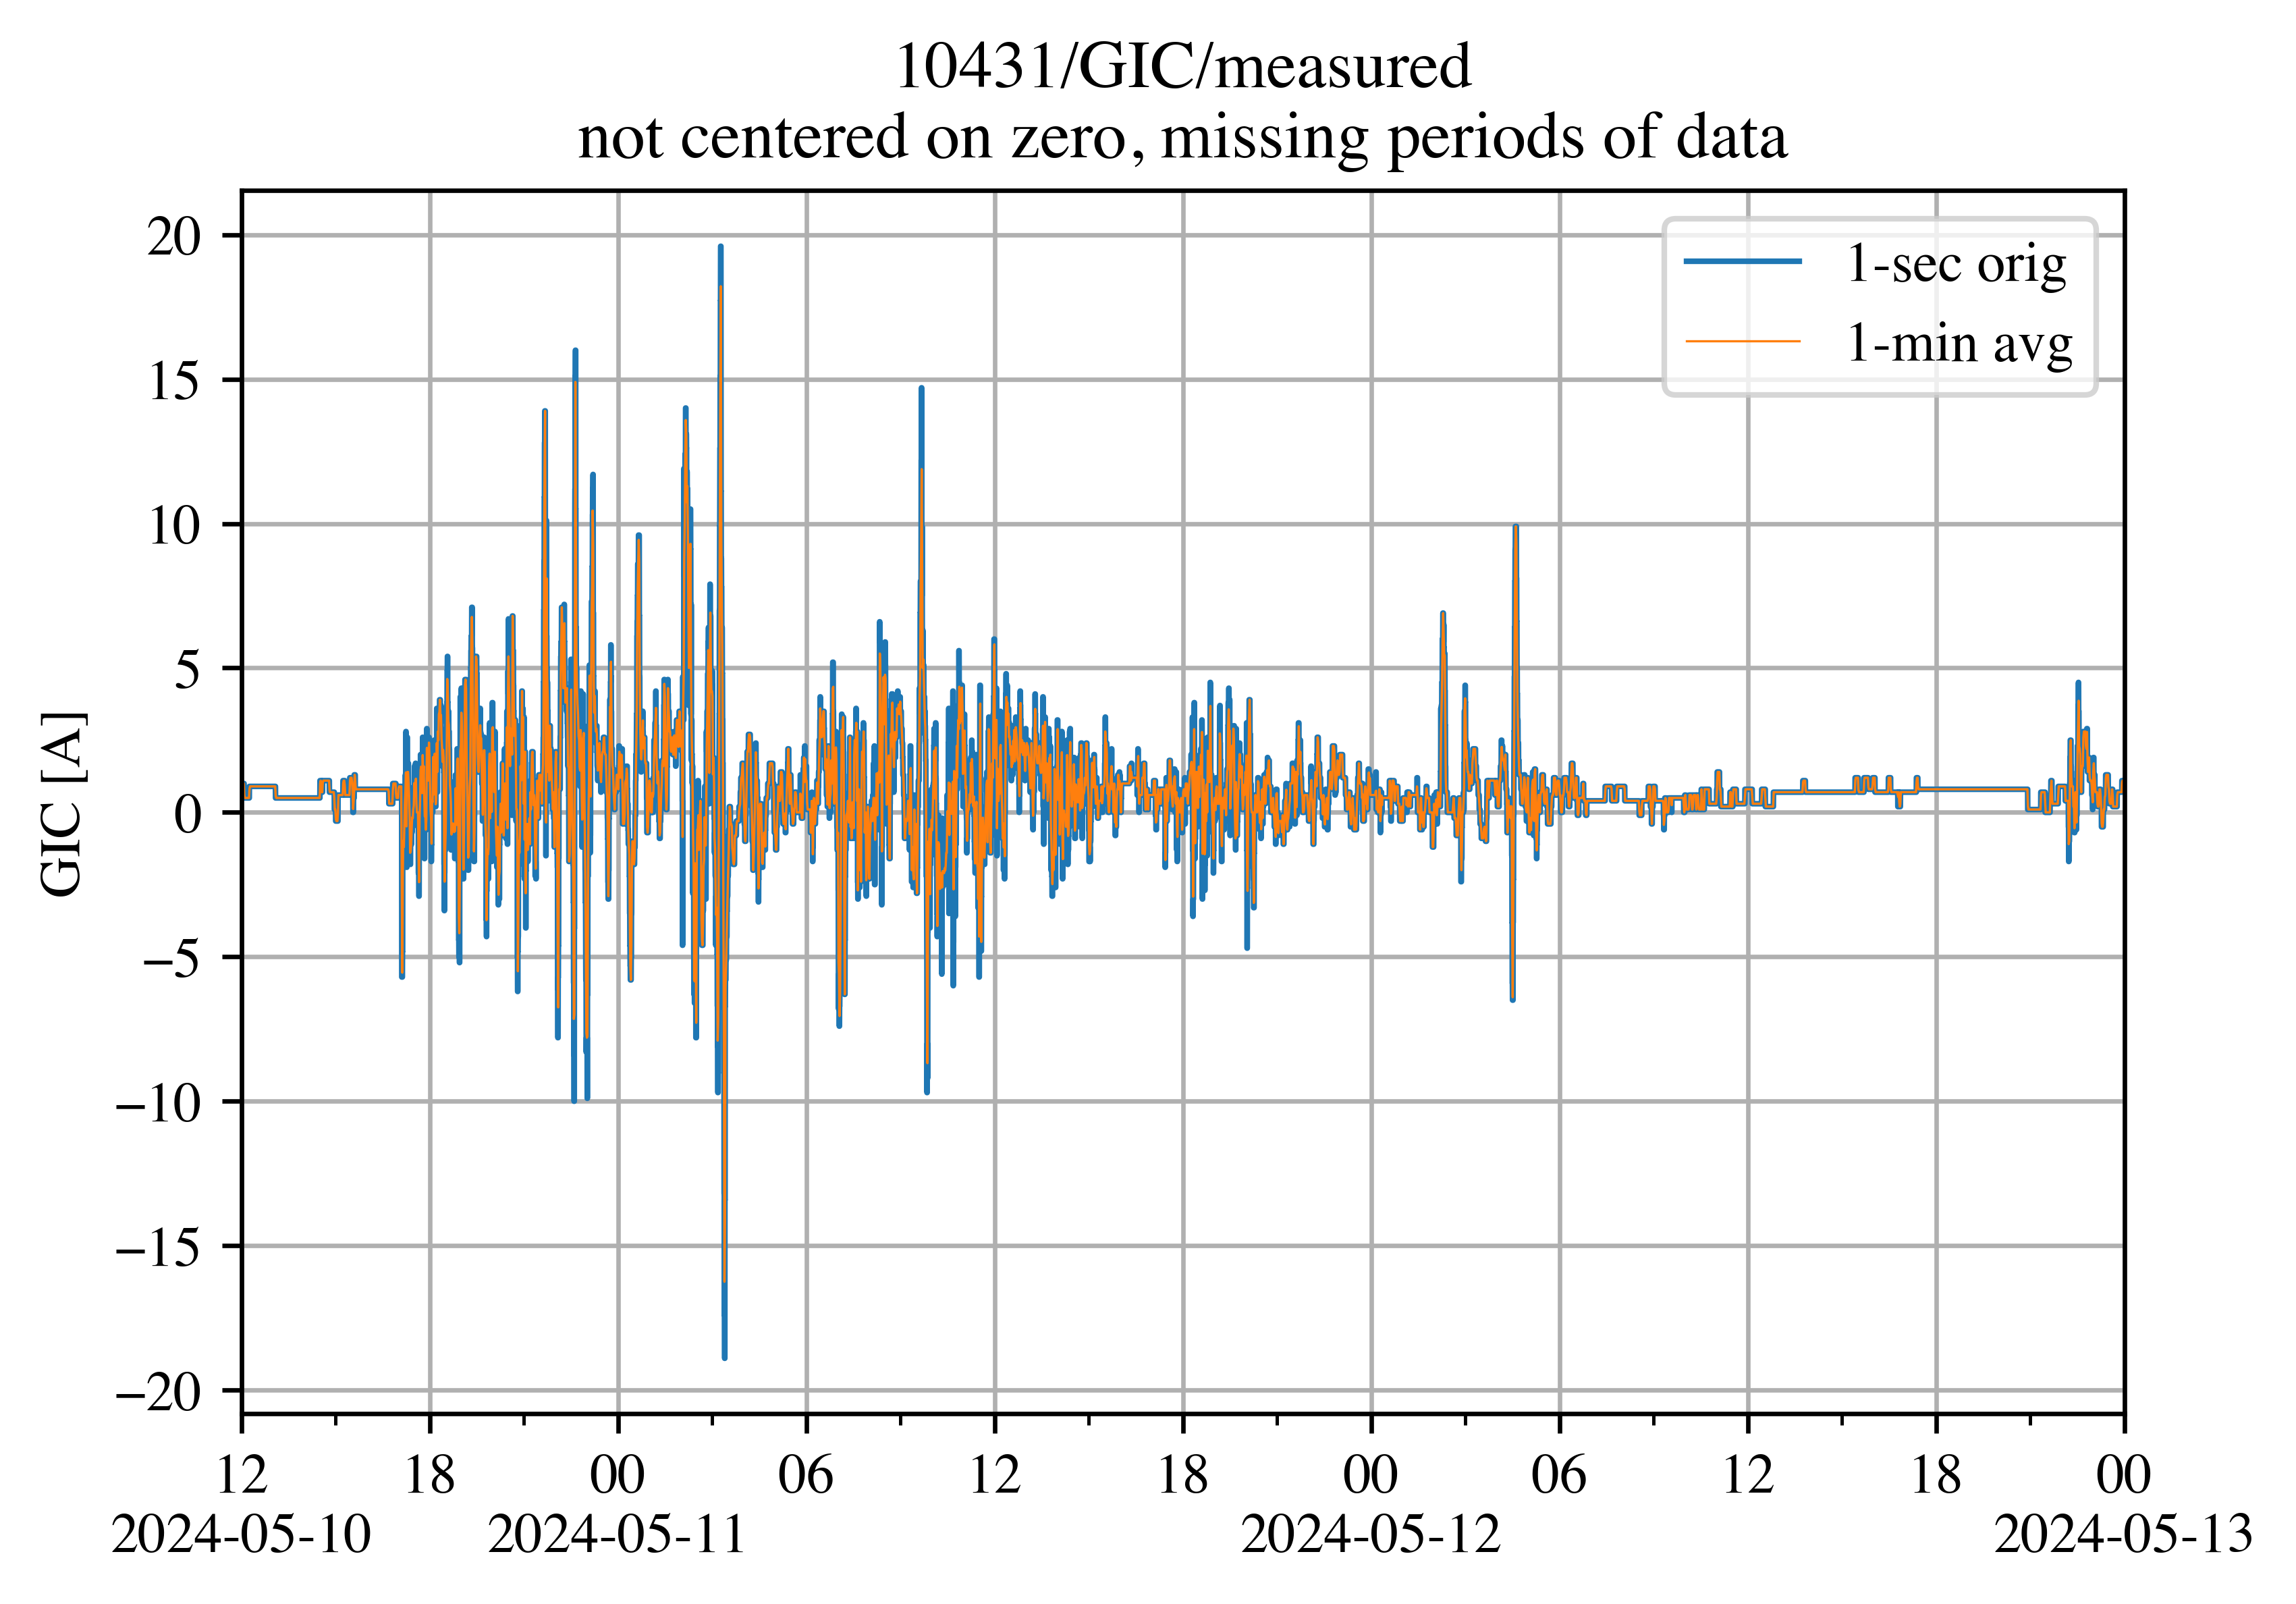 10431/GIC/measured
not centered on zero, missing periods of data
1-sec orig
1-min avg
GIC [A]
20
15
10
5
0
−5
−10
−15
−20
12 18 00 06 12 18 00 06 12 18 00
2024-05-10 2024-05-11 2024-05-12 2024-05-13